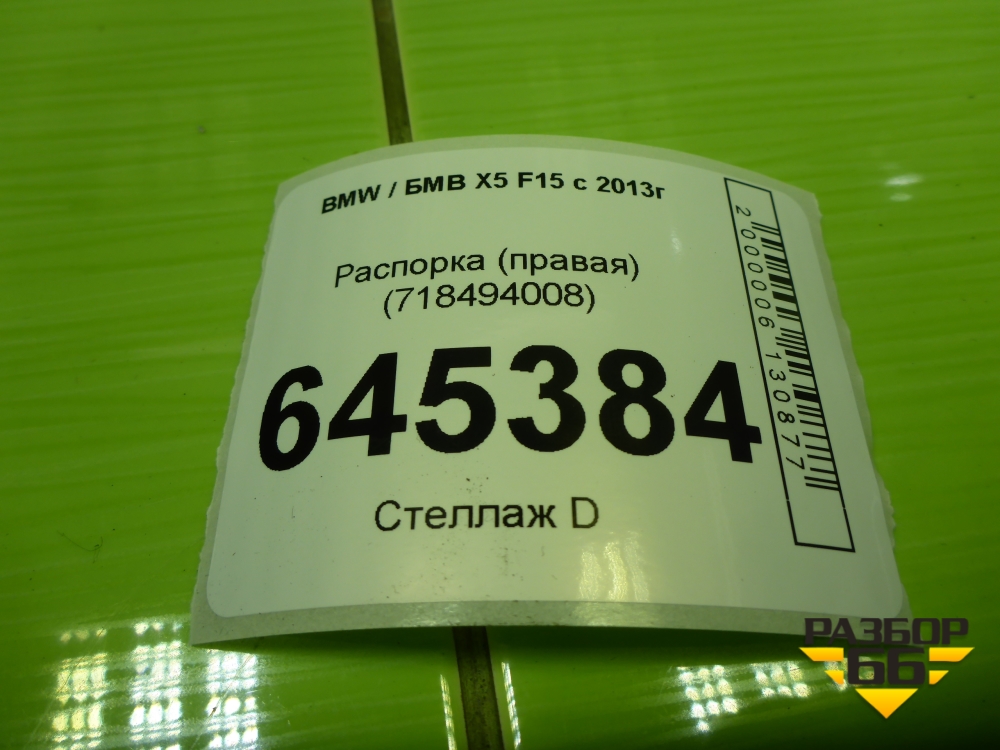 BMW / БМВ X5 F15 с 2013г
Распорка (правая)
(718494008)
645384
Стеллаж D
2000006130877
РАЗБОР
66